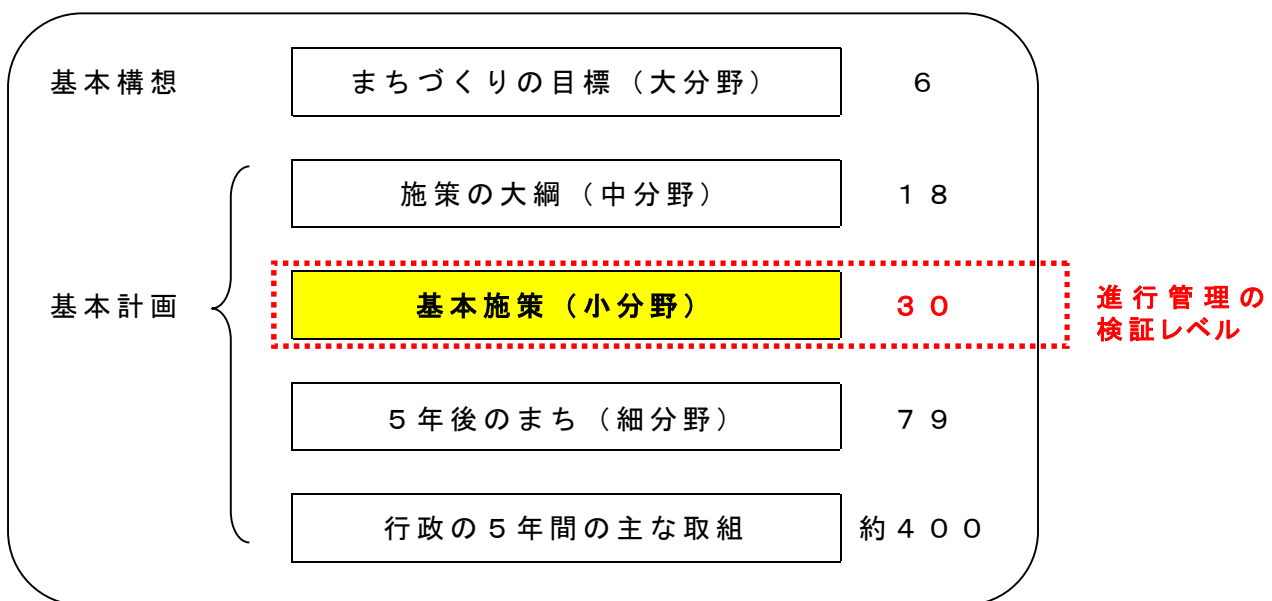 基本構想 まちづくりの目標（大分野） ６
施策の大綱（中分野） １８
基本計画 基本施策（小分野） ３０ 進行管理の
検証レベル
５年後のまち（細分野） ７９
行政の５年間の主な取組 約４００